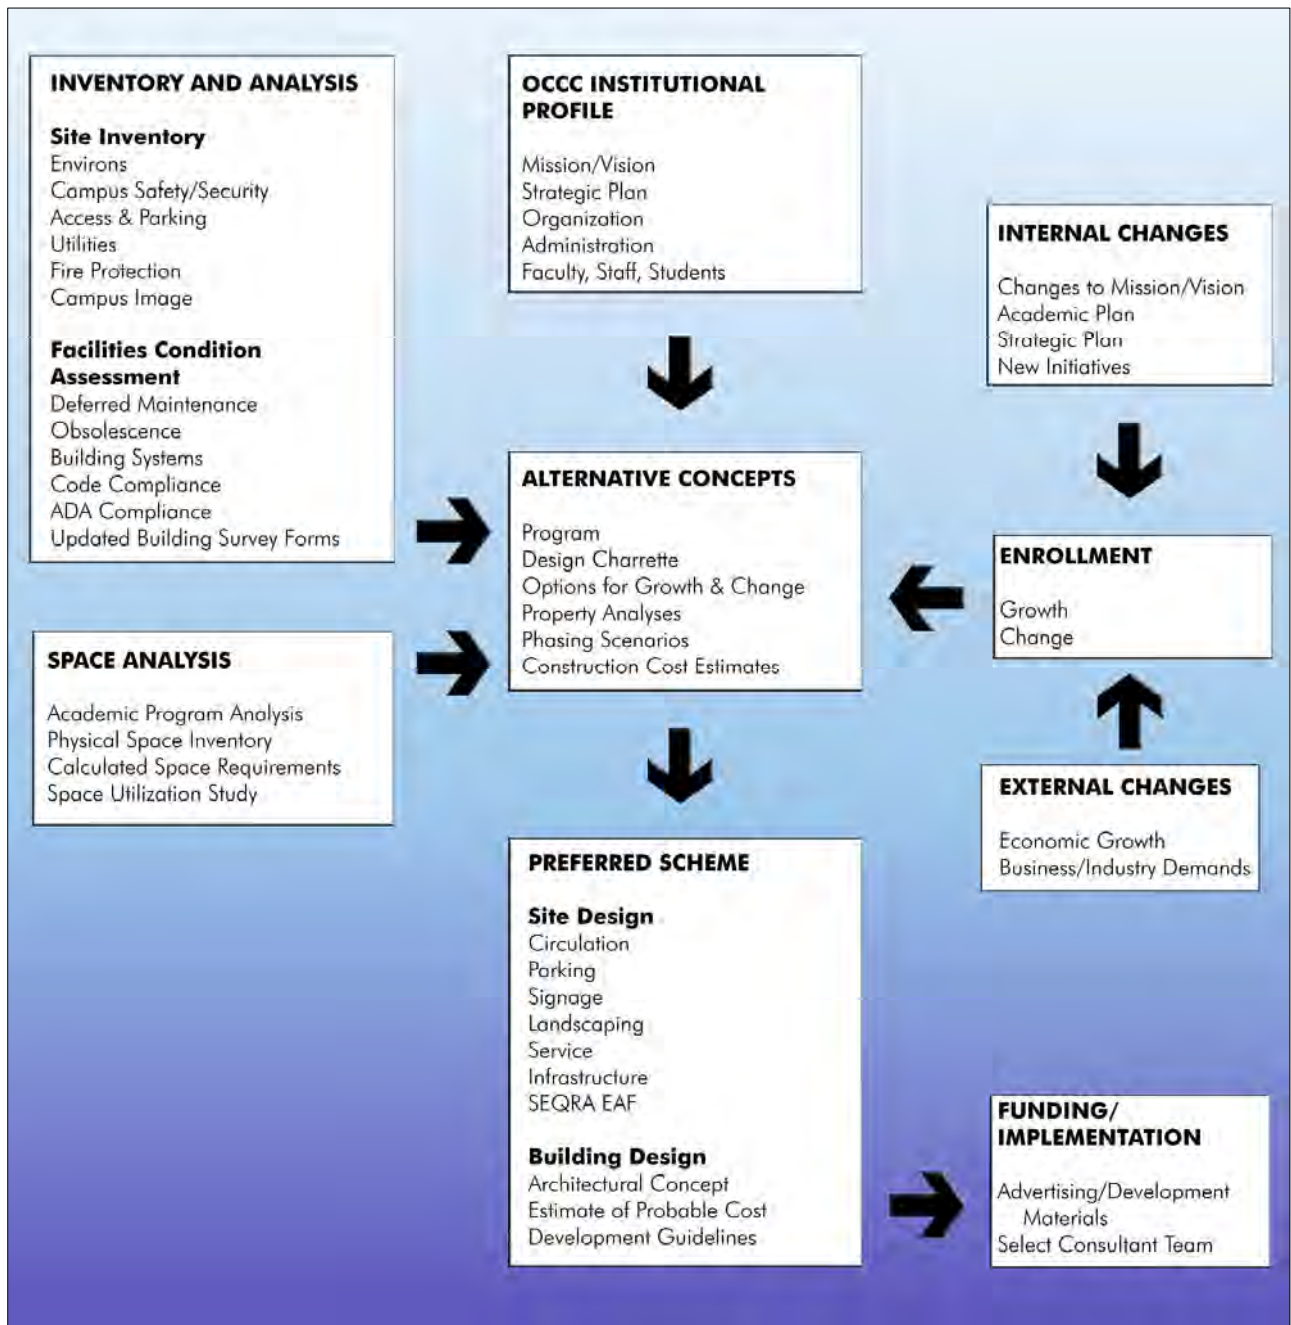 INVENTORY AND ANALYSIS
Site Inventory
Environs
Campus Safety/Security
Access & Parking
Utilities
Fire Protection
Campus Image
Facilities Condition
Assessment
Deferred Maintenance
Obsolescence
Building Systems
Code Compliance
ADA Compliance
Updated Building Survey Forms
SPACE ANALYSIS
Academic Program Analysis
Physical Space Inventory
Calculated Space Requirements
Space Utilization Study
OCCC INSTITUTIONAL
PROFILE
Mission/Vision
Strategic Plan
Organization
Administration
Faculty, Staff, Students
ALTERNATIVE CONCEPTS
Program
Design Charrette
Options for Growth & Change
Property Analyses
Phasing Scenarios
Construction Cost Estimates
INTERNAL CHANGES
Changes to Mission/Vision
Academic Plan
Strategic Plan
New Initiatives
ENROLLMENT
Growth
Change
EXTERNAL CHANGES
Economic Growth
Business/Industry Demands
PREFERRED SCHEME
Site Design
Circulation
Parking
Signage
Landscaping
Service
Infrastructure
SEQRA EAF
Building Design
Architectural Concept
Estimate of Probable Cost
Development Guidelines
FUNDING/
IMPLEMENTATION
Advertising/Development
Materials
Select Consultant Team